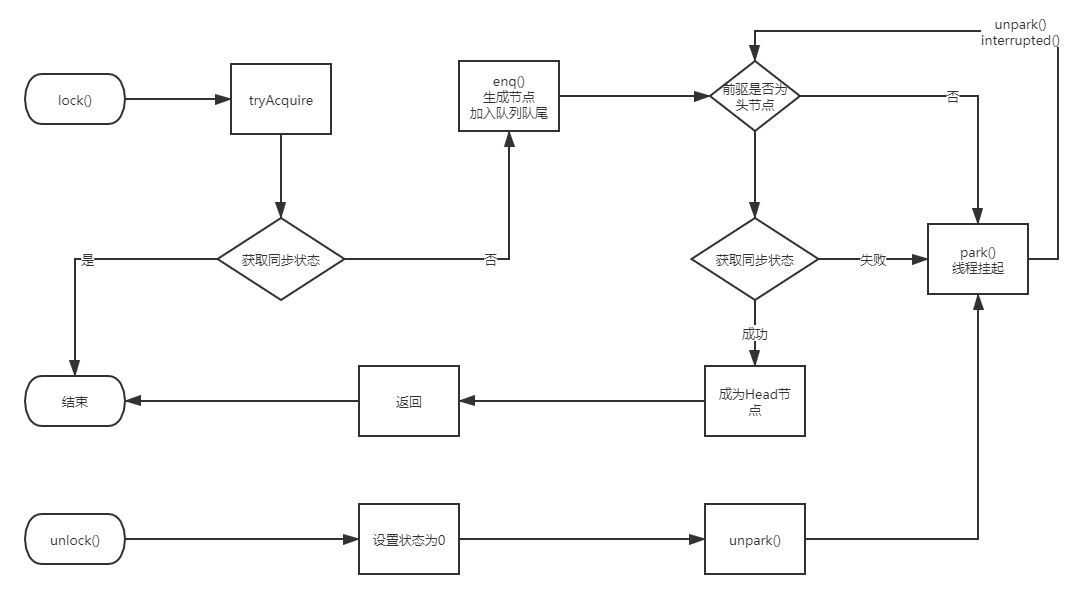 unpark()
interrupted()
lock()
tryAcquire
enq()
生成节点
加入队列队尾
前驱是否为
头节点
否
是
获取同步状态
否
获取同步状态
失败
park()
线程挂起
成功
结束
返回
成为Head节
点
unlock()
设置状态为0
unpark()